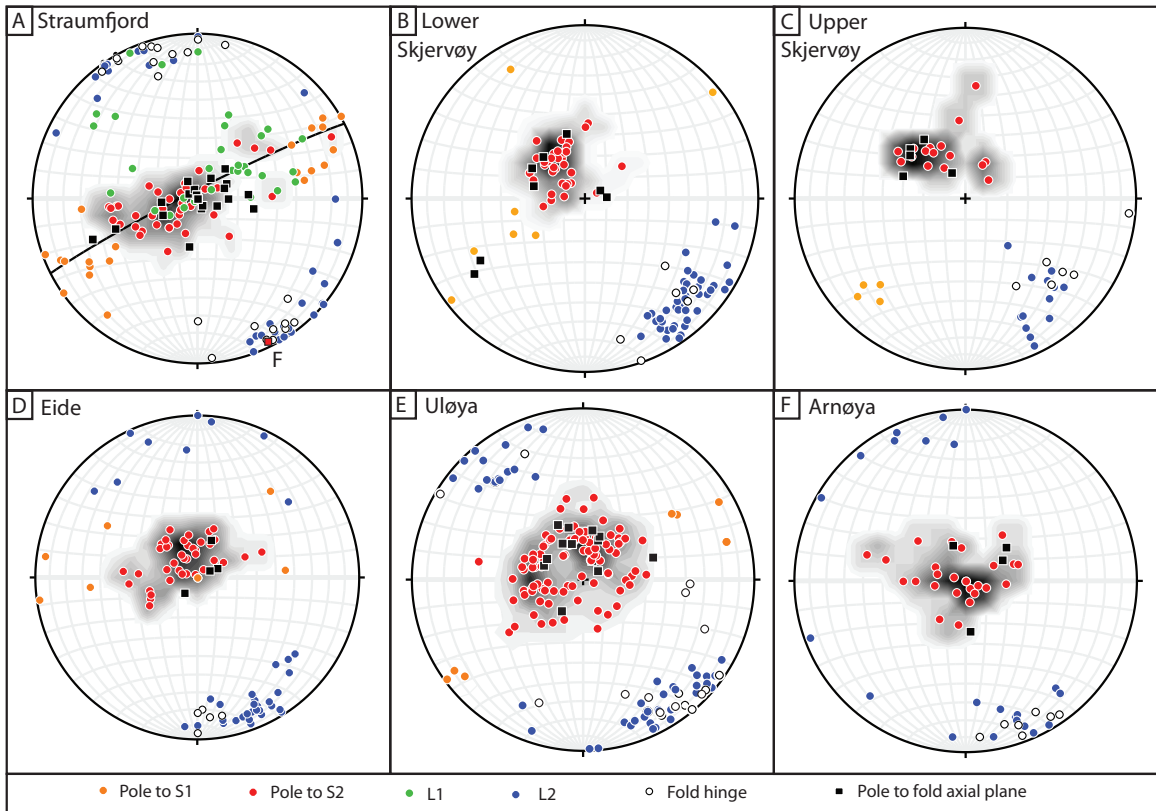 A Straumfjord
B Lower
Skjervøy
C Upper
Skjervøy
F
D Eide
E Uløya
F Arnøya
Pole to S1 Pole to S2 L1 L2 Fold hinge Pole to fold axial plane